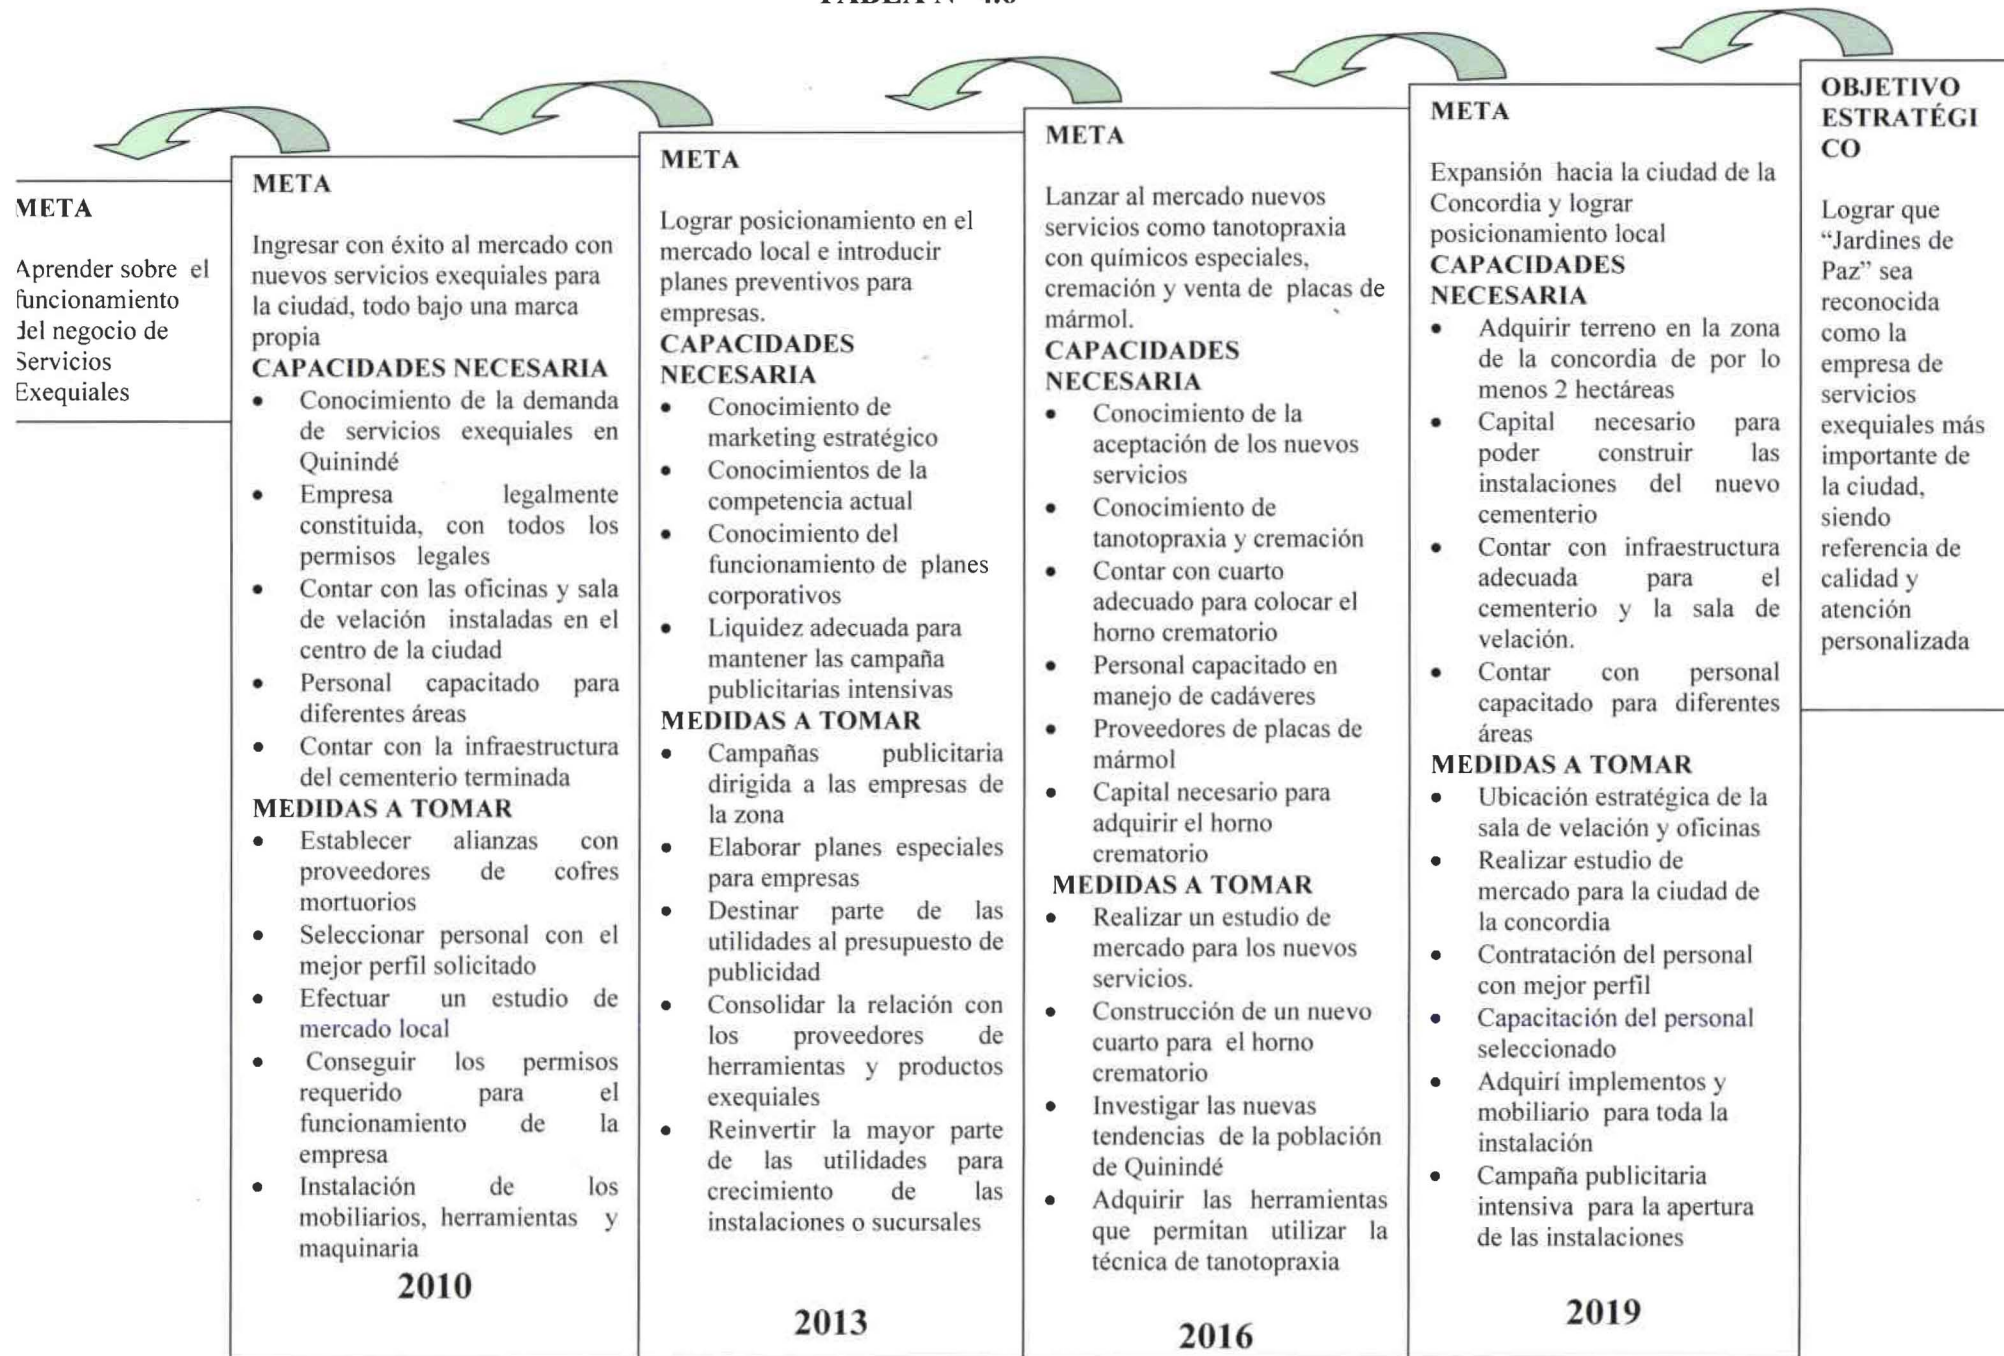 META
Aprender sobre el
funcionamiento
del negocio de
Servicios
Exequiales
META
Ingresar con éxito al mercado con
nuevos servicios exequiales para
la ciudad, todo bajo una marca
propia
CAPACIDADES NECESARIA
• Conocimiento de la demanda
de servicios exequiales en
Quinindé
• Empresa legalmente
constituida, con todos los
permisos legales
• Contar con las oficinas y sala
de velación instaladas en el
centro de la ciudad
• Personal capacitado para
diferentes áreas
• Contar con la infraestructura
del cementerio terminada
MEDIDAS A TOMAR
• Establecer alianzas con
proveedores de cofres
mortuorios
• Seleccionar personal con el
mejor perfil solicitado
• Efectuar un estudio de
mercado local
• Conseguir los permisos
requerido para el
funcionamiento de la
empresa
• Instalación de los
mobiliarios, herramientas y
maquinaria
2010
META
Lograr posicionamiento en el
mercado local e introducir
planes preventivos para
empresas.
CAPACIDADES
NECESARIA
• Conocimiento de
marketing estratégico
• Conocimientos de la
competencia actual
• Conocimiento del
funcionamiento de planes
corporativos
• Liquidez adecuada para
mantener las campaña
publicitarias intensivas
MEDIDAS A TOMAR
• Campañas publicitaria
dirigida a las empresas de
la zona
• Elaborar planes especiales
para empresas
• Destinar parte de las
utilidades al presupuesto de
publicidad
• Consolidar la relación con
los proveedores de
herramientas y productos
exequiales
• Reinvertir la mayor parte
de las utilidades para
crecimiento de las
instalaciones o sucursales
2013
META
Lanzar al mercado nuevos
servicios como tanotopraxia
con químicos especiales,
cremación y venta de placas de
mármol.
CAPACIDADES
NECESARIA
• Conocimiento de la
aceptación de los nuevos
servicios
• Conocimiento de
tanotopraxia y cremación
• Contar con cuarto
adecuado para colocar el
horno crematorio
• Personal capacitado en
manejo de cadáveres
• Proveedores de placas de
mármol
• Capital necesario para
adquirir el horno
crematorio
MEDIDAS A TOMAR
• Realizar un estudio de
mercado para los nuevos
servicios.
• Construcción de un nuevo
cuarto para el horno
crematorio
• Investigar las nuevas
tendencias de la población
de Quinindé
• Adquirir las herramientas
que permitan utilizar la
técnica de tanotopraxia
2016
META
Expansión hacia la ciudad de la
Concordia y lograr
posicionamiento local
CAPACIDADES
NECESARIA
• Adquirir terreno en la zona
de la concordia de por lo
menos 2 hectáreas
• Capital necesario para
poder construir las
instalaciones del nuevo
cementerio
• Contar con infraestructura
adecuada para el
cementerio y la sala de
velación.
• Contar con personal
capacitado para diferentes
áreas
MEDIDAS A TOMAR
• Ubicación estratégica de la
sala de velación y oficinas
• Realizar estudio de
mercado para la ciudad de
la concordia
• Contratación del personal
con mejor perfil
• Capacitación del personal
seleccionado
• Adquirí implementos y
mobiliario para toda la
instalación
• Campaña publicitaria
intensiva para la apertura
de las instalaciones
2019
OBJETIVO
ESTRATÉGI
CO
Lograr que
“Jardines de
Paz” sea
reconocida
como la
empresa de
servicios
exequiales más
importante de
la ciudad,
siendo
referencia de
calidad y
atención
personalizada